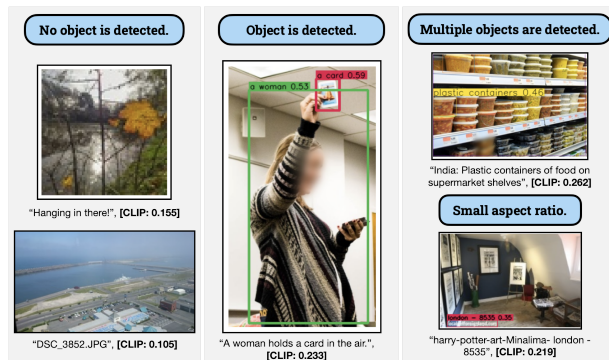 No object is detected.
"Hanging in there!", [CLIP: 0.155]
"DSC_3852.JPG", [CLIP: 0.105]
Object is detected.
a card 0.59
a woman 0.53
"A woman holds a card in the air.",
[CLIP: 0.233]
Multiple objects are detected.
plastic containers 0.46
"India: Plastic containers of food on
supermarket shelves", [CLIP: 0.262]
Small aspect ratio.
london - 8535 0.35
"harry-potter-art-Minalima- london -
8535", [CLIP: 0.219]